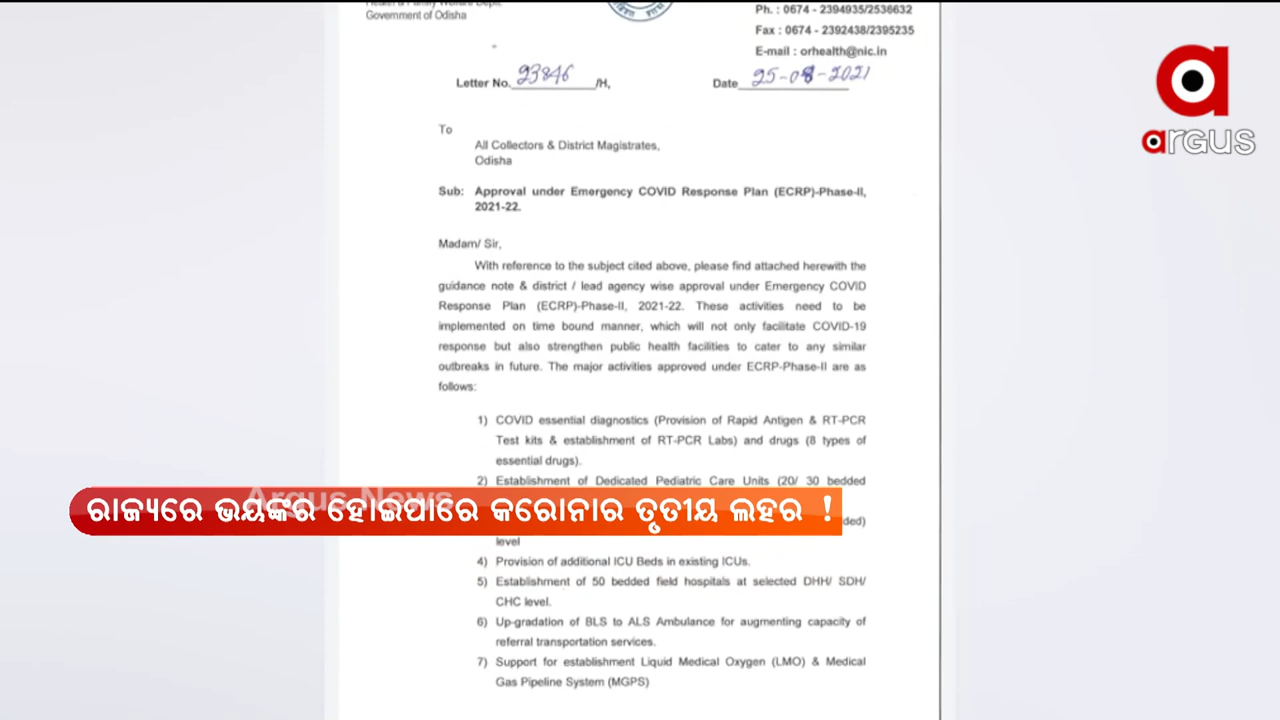 Government of Odisha
Ph. : 0674 - 2394935/2536632
Fax : 0674 - 2392438/2395235
E-mail : orhealth@nic.in
Letter No. 23846 /H,
Date 25-08-2021
argus
To
All Collectors & District Magistrates,
Odisha
Sub: Approval under Emergency COVID Response Plan (ECRP)-Phase-II,
2021-22.
Madam/ Sir,
With reference to the subject cited above, please find attached herewith the
guidance note & district / lead agency wise approval under Emergency COVID
Response Plan (ECRP)-Phase-II, 2021-22. These activities need to be
implemented on time bound manner, which will not only facilitate COVID-19
response but also strengthen public health facilities to cater to any similar
outbreaks in future. The major activities approved under ECRP-Phase-II are as
follows:
1) COVID essential diagnostics (Provision of Rapid Antigen & RT-PCR
Test kits & establishment of RT-PCR Labs) and drugs (8 types of
essential drugs).
2) Establishment of Dedicated Pediatric Care Units (20/ 30 bedded
Argus News
ରାଜ୍ୟରେ ଭୟଙ୍କର ହୋଇପାରେ କରୋନାର ତୃତୀୟ ଲହର !
level
4) Provision of additional ICU Beds in existing ICUs.
5) Establishment of 50 bedded field hospitals at selected DHH/ SDH/
CHC level.
6) Up-gradation of BLS to ALS Ambulance for augmenting capacity of
referral transportation services.
7) Support for establishment Liquid Medical Oxygen (LMO) & Medical
Gas Pipeline System (MGPS)